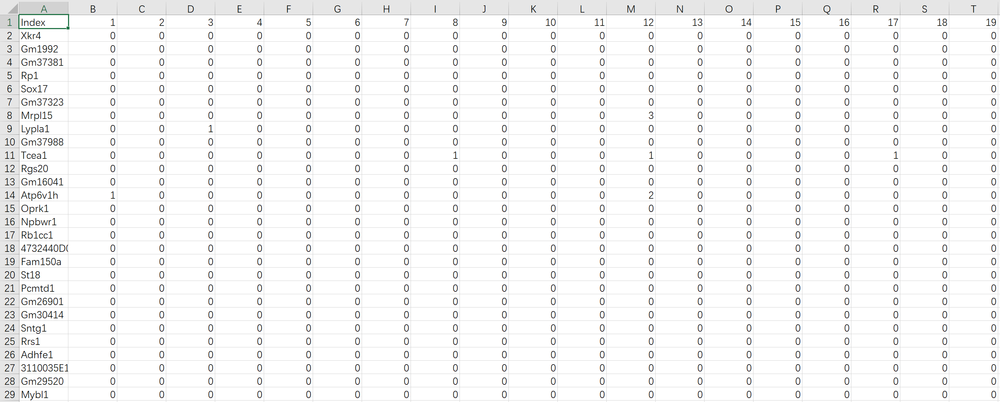 A B C D E F G H I J K L M N O P Q R S T
1 Index 1 2 3 4 5 6 7 8 9 10 11 12 13 14 15 16 17 18 19
2 Xkr4 0 0 0 0 0 0 0 0 0 0 0 0 0 0 0 0 0 0 0
3 Gm1992 0 0 0 0 0 0 0 0 0 0 0 0 0 0 0 0 0 0 0
4 Gm37381 0 0 0 0 0 0 0 0 0 0 0 0 0 0 0 0 0 0 0
5 Rp1 0 0 0 0 0 0 0 0 0 0 0 0 0 0 0 0 0 0 0
6 Sox17 0 0 0 0 0 0 0 0 0 0 0 0 0 0 0 0 0 0 0
7 Gm37323 0 0 0 0 0 0 0 0 0 0 0 0 0 0 0 0 0 0 0
8 Mrpl15 0 0 0 0 0 0 0 0 0 0 0 3 0 0 0 0 0 0 0
9 Lypla1 0 0 1 0 0 0 0 0 0 0 0 0 0 0 0 0 0 0 0
10 Gm37988 0 0 0 0 0 0 0 0 0 0 0 0 0 0 0 0 0 0 0
11 Tcea1 0 0 0 0 0 0 0 1 0 0 0 1 0 0 0 0 1 0 0
12 Rgs20 0 0 0 0 0 0 0 0 0 0 0 0 0 0 0 0 0 0 0
13 Gm16041 0 0 0 0 0 0 0 0 0 0 0 0 0 0 0 0 0 0 0
14 Atp6v1h 1 0 0 0 0 0 0 0 0 0 0 2 0 0 0 0 0 0 0
15 Oprk1 0 0 0 0 0 0 0 0 0 0 0 0 0 0 0 0 0 0 0
16 Npbwr1 0 0 0 0 0 0 0 0 0 0 0 0 0 0 0 0 0 0 0
17 Rb1cc1 0 0 0 0 0 0 0 0 0 0 0 0 0 0 0 0 0 0 0
18 4732440D0 0 0 0 0 0 0 0 0 0 0 0 0 0 0 0 0 0 0 0
19 Fam150a 0 0 0 0 0 0 0 0 0 0 0 0 0 0 0 0 0 0 0
20 St18 0 0 0 0 0 0 0 0 0 0 0 0 0 0 0 0 0 0 0
21 Pcmtd1 0 0 0 0 0 0 0 0 0 0 0 0 0 0 0 0 0 0 0
22 Gm26901 0 0 0 0 0 0 0 0 0 0 0 0 0 0 0 0 0 0 0
23 Gm30414 0 0 0 0 0 0 0 0 0 0 0 0 0 0 0 0 0 0 0
24 Sntg1 0 0 0 0 0 0 0 0 0 0 0 0 0 0 0 0 0 0 0
25 Rrs1 0 0 0 0 0 0 0 0 0 0 0 0 0 0 0 0 0 0 0
26 Adhfe1 0 0 0 0 0 0 0 0 0 0 0 0 0 0 0 0 0 0 0
27 3110035E1 0 0 0 0 0 0 0 0 0 0 0 0 0 0 0 0 0 0 0
28 Gm29520 0 0 0 0 0 0 0 0 0 0 0 0 0 0 0 0 0 0 0
29 Mybl1 0 0 0 0 0 0 0 0 0 0 0 0 0 0 0 0 0 0 0